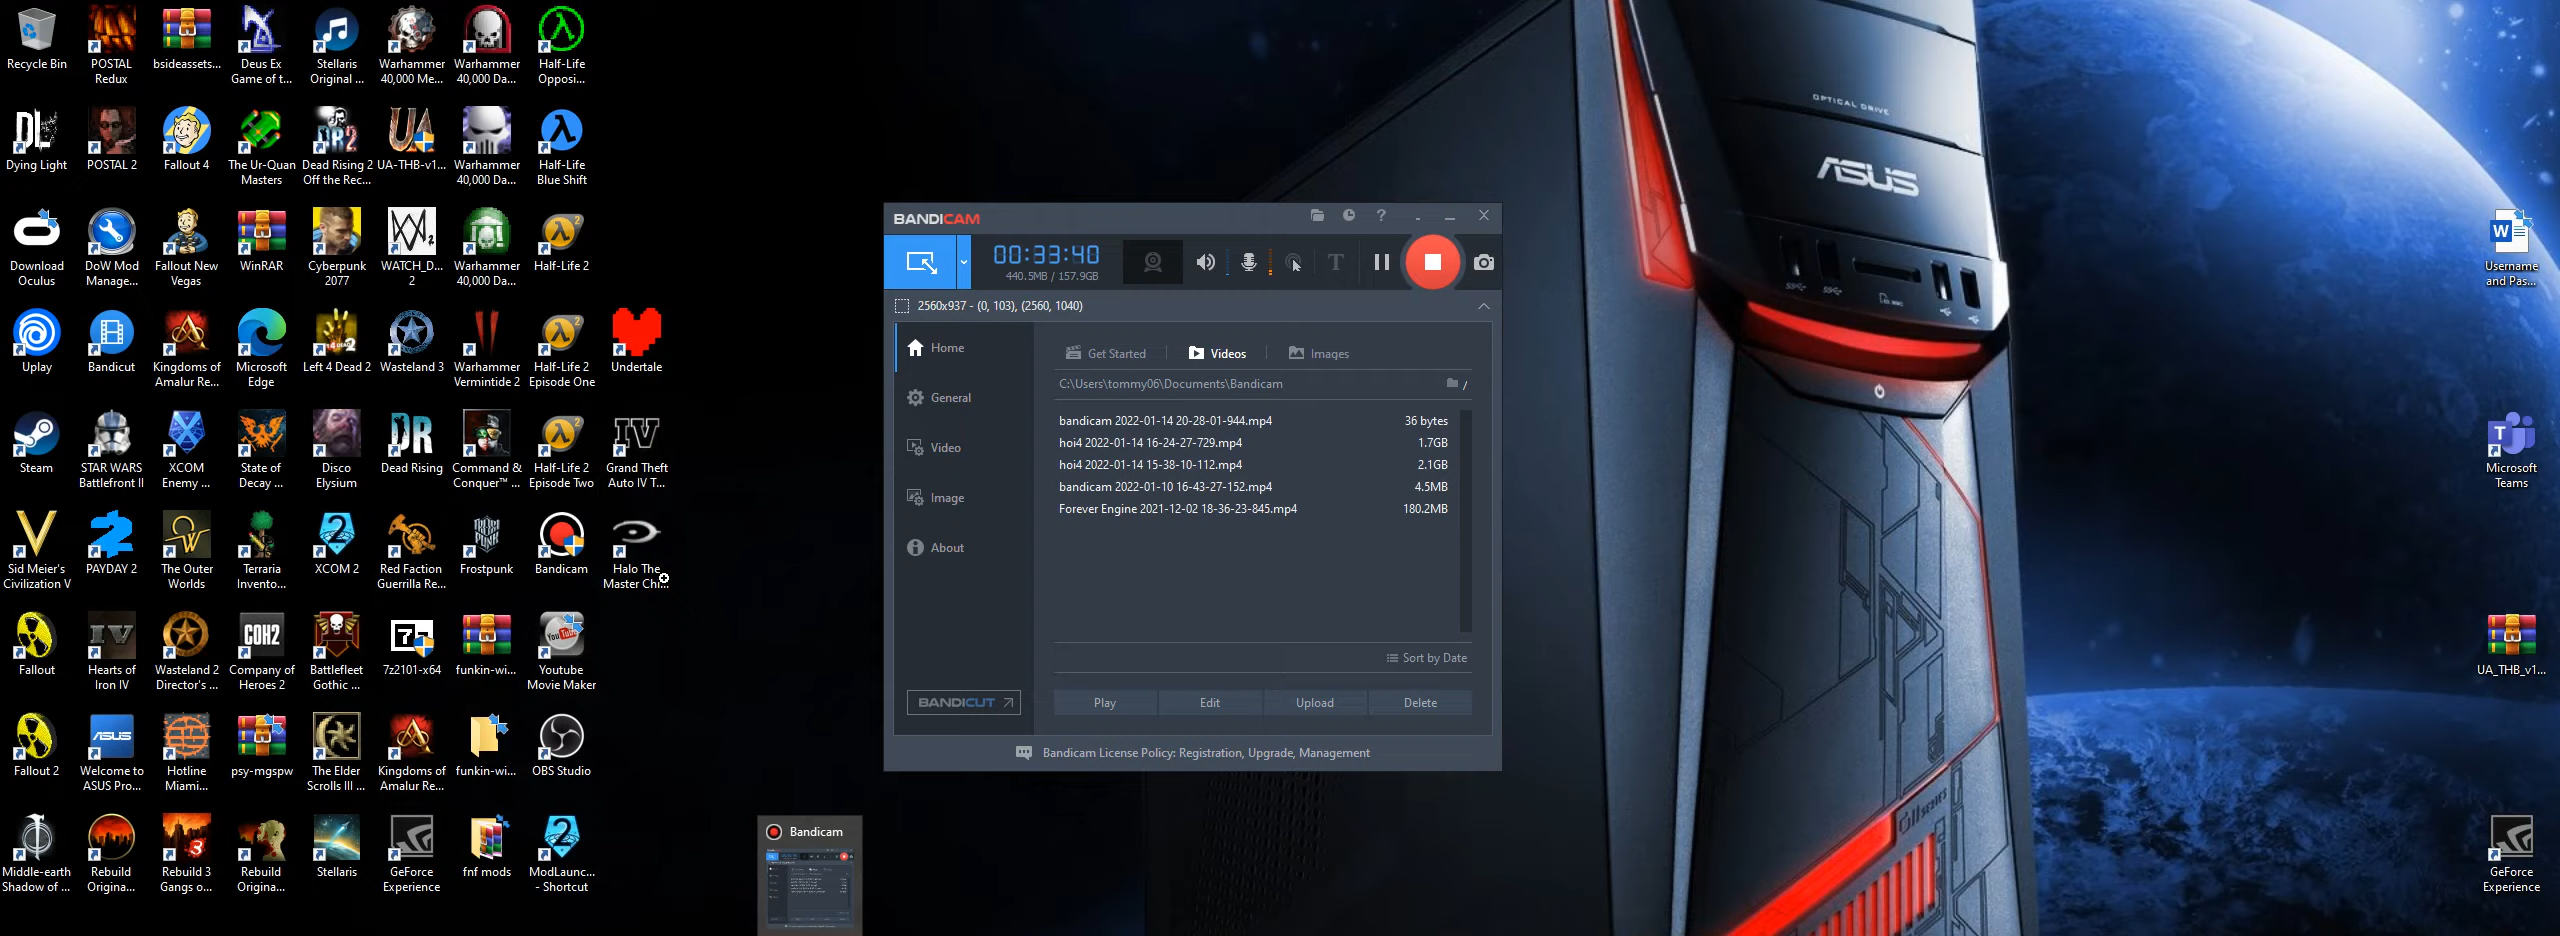 Recycle Bin
POSTAL
Redux
bsideassets...
Deus Ex
Game of t...
Stellaris
Original ...
Warhammer
40,000 Me...
Warhammer
40,000 Da...
Half-Life
Opposi...
Dying Light
POSTAL 2
Fallout 4
The Ur-Quan
Masters
Dead Rising 2
Off the Rec...
UA-THB-v1...
Warhammer
40,000 Da...
Half-Life
Blue Shift
Download
Oculus
DoW Mod
Manage...
Fallout New
Vegas
WinRAR
Cyberpunk
2077
WATCH_D...
2
Warhammer
40,000 Da...
Half-Life 2
Uplay
Bandicut
Kingdoms of
Amalur Re...
Microsoft
Edge
Left 4 Dead 2
Wasteland 3
Warhammer
Vermintide 2
Half-Life 2
Episode One
Undertale
Steam
STAR WARS
Battlefront II
XCOM
Enemy ...
State of
Decay ...
Disco
Elysium
Dead Rising
Command &
Conquer™ ...
Half-Life 2
Episode Two
Grand Theft
Auto IV T...
Sid Meier's
Civilization V
PAYDAY 2
The Outer
Worlds
Terraria
Invento...
XCOM 2
Red Faction
Guerrilla Re...
Frostpunk
Bandicam
Halo The
Master Chi...
Fallout
Hearts of
Iron IV
Wasteland 2
Director's ...
Company of
Heroes 2
Battlefleet
Gothic ...
7z2101-x64
funkin-wi...
Youtube
Movie Maker
Fallout 2
Welcome to
ASUS Pro...
Hotline
Miami...
psy-mgspw
The Elder
Scrolls III ...
Kingdoms of
Amalur Re...
funkin-wi...
OBS Studio
Middle-earth
Shadow of ...
Rebuild
Origina...
Rebuild 3
Gangs o...
Rebuild
Origina...
Stellaris
GeForce
Experience
fnf mods
ModLaunc...
- Shortcut
BANDICAM
00:33:40
440.5MB / 157.9GB
2560x937 - (0, 103), (2560, 1040)
Home
General
Video
Image
About
BANDICUT
Get Started
Videos
Images
C:\Users\tommy06\Documents\Bandicam
bandicam 2022-01-14 20-28-01-944.mp4 36 bytes
hoi4 2022-01-14 16-24-27-729.mp4 1.7GB
hoi4 2022-01-14 15-38-10-112.mp4 2.1GB
bandicam 2022-01-10 16-43-27-152.mp4 4.5MB
Forever Engine 2021-12-02 18-36-23-845.mp4 180.2MB
Sort by Date
Play
Edit
Upload
Delete
Bandicam License Policy: Registration, Upgrade, Management
Bandicam
OPTICAL DRIVE
ASUS
Username
and Pas...
Microsoft
Teams
UA_THB_v1...
GeForce
Experience